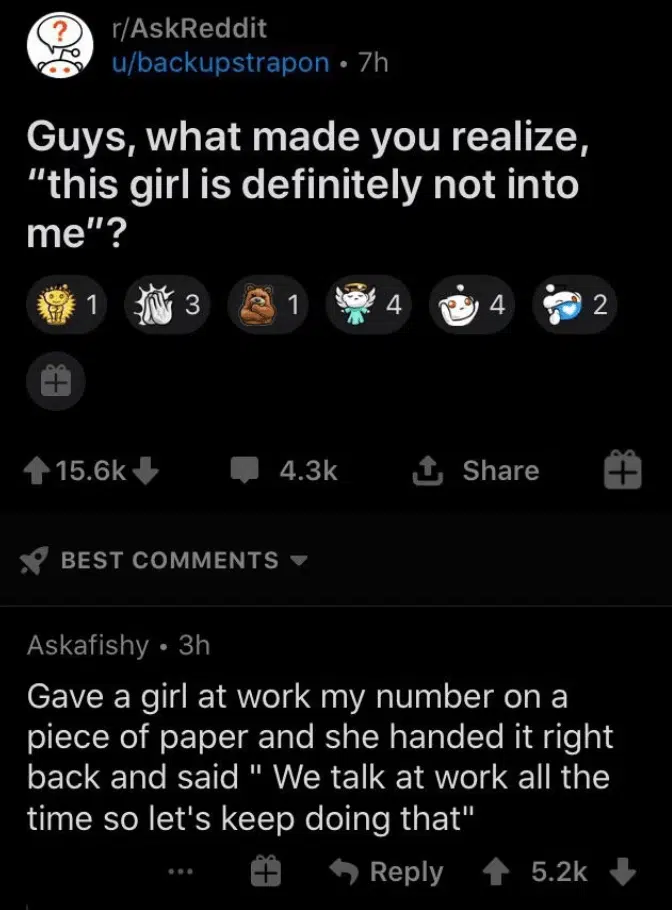 r/AskReddit
u/backupstrapon • 7h
Guys, what made you realize,
“this girl is definitely not into
me”?
1 3 1 4 4 2
15.6k 4.3k Share
BEST COMMENTS
Askafishy • 3h
Gave a girl at work my number on a
piece of paper and she handed it right
back and said " We talk at work all the
time so let's keep doing that"
... Reply 5.2k